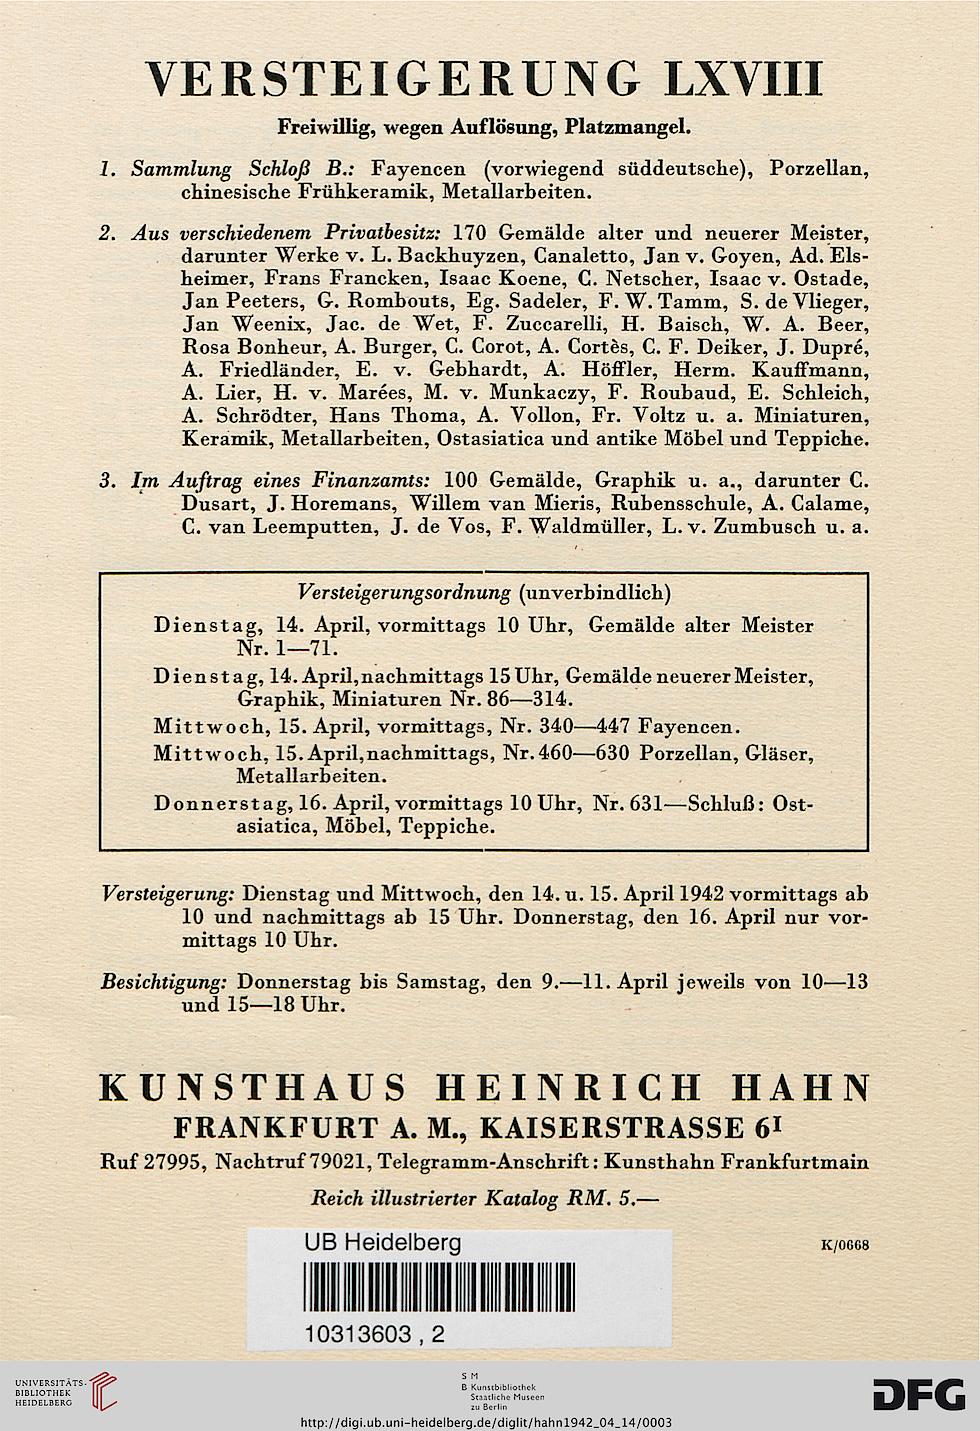 VERSTEIGERUNG LXVIII
Freiwillig, wegen Auflösung, Platzmangel.
1. Sammlung Schloß B.: Fayencen (vorwiegend süddeutsche), Porzellan,
chinesische Frühkeramik, Metallarbeiten.
2. Aus verschiedenem Privatbesitz: 170 Gemälde alter und neuerer Meister,
darunter Werke v. L. Backhuyzen, Canaletto, Jan v. Goyen, Ad. Els-
heimer, Frans Francken, Isaac Koene, C. Netscher, Isaac v. Ostade,
Jan Peeters, G. Rombouts, Eg. Sadeler, F. W. Tamm, S. de Vlieger,
Jan Weenix, Jac. de Wet, F. Zuccarelli, H. Baisch, W. A. Beer,
Rosa Bonheur, A. Burger, C. Corot, A. Cortès, C. F. Deiker, J. Dupré,
A. Friedländer, E. v. Gebhardt, A. Höffler, Herm. Kauffmann,
A. Lier, H. v. Marées, M. v. Munkaczy, F. Roubaud, E. Schleich,
A. Schrödter, Hans Thoma, A. Vollon, Fr. Voltz u. a. Miniaturen,
Keramik, Metallarbeiten, Ostasiatica und antike Möbel und Teppiche.
3. Im Auftrag eines Finanzamts: 100 Gemälde, Graphik u. a., darunter C.
Dusart, J. Horemans, Willem van Mieris, Rubensschule, A. Calame,
C. van Leemputten, J. de Vos, F. Waldmüller, L. v. Zumbusch u. a.
Versteigerungsordnung (unverbindlich)
Dienstag, 14. April, vormittags 10 Uhr, Gemälde alter Meister
Nr. 1—71.
Dienstag, 14. April, nachmittags 15 Uhr, Gemälde neuerer Meister,
Graphik, Miniaturen Nr. 86—314.
Mittwoch, 15. April, vormittags, Nr. 340—447 Fayencen.
Mittwoch, 15. April, nachmittags, Nr. 460—630 Porzellan, Gläser,
Metallarbeiten.
Donnerstag, 16. April, vormittags 10 Uhr, Nr. 631—Schluß: Ost-
asiatica, Möbel, Teppiche.
Versteigerung: Dienstag und Mittwoch, den 14. u. 15. April 1942 vormittags ab
10 und nachmittags ab 15 Uhr. Donnerstag, den 16. April nur vor-
mittags 10 Uhr.
Besichtigung: Donnerstag bis Samstag, den 9.—11. April jeweils von 10—13
und 15—18 Uhr.
KUNSTHAUS HEINRICH HAHN
FRANKFURT A. M., KAISERSTRASSE 6I
Ruf 27995, Nachtruf 79021, Telegramm-Anschrift: Kunsthahn Frankfurtmain
Reich illustrierter Katalog RM. 5.—
K/0668
UB Heidelberg
10313603 , 2
UNIVERSITÄTS-
BIBLIOTHEK
HEIDELBERG
S M
B Kunstbibliothek
Staatliche Museen
zu Berlin
http://digi.ub.uni-heidelberg.de/diglit/hahn1942_04_14/0003
DFG